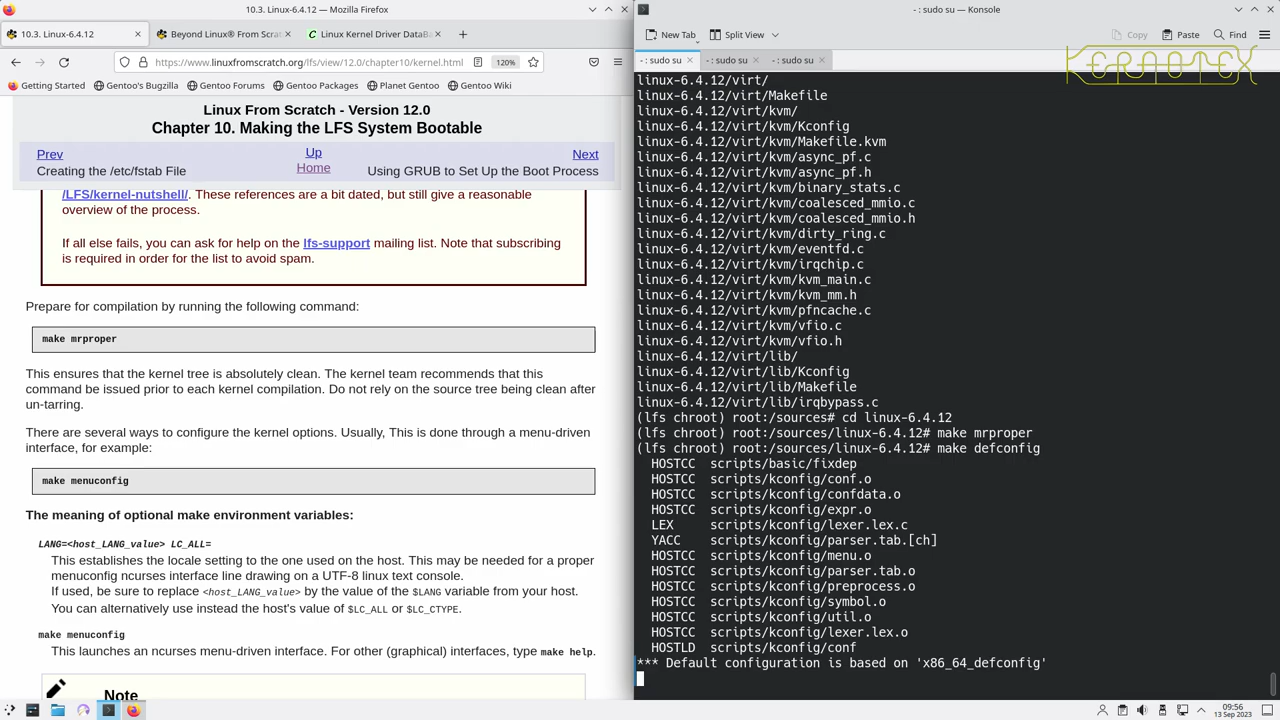 10.3. Linux-6.4.12 — Mozilla Firefox
10.3. Linux-6.4.12
Beyond Linux® From Scrat
Linux Kernel Driver DataBa
https://www.linuxfromscratch.org/lfs/view/12.0/chapter10/kernel.html
120%
Getting Started
Gentoo's Bugzilla
Gentoo Forums
Gentoo Packages
Planet Gentoo
Gentoo Wiki
Linux From Scratch - Version 12.0
Chapter 10. Making the LFS System Bootable
Prev
Up
Next
Creating the /etc/fstab File
Home
Using GRUB to Set Up the Boot Process
/LFS/kernel-nutshell/. These references are a bit dated, but still give a reasonable
overview of the process.
If all else fails, you can ask for help on the lfs-support mailing list. Note that subscribing
is required in order for the list to avoid spam.
Prepare for compilation by running the following command:
make mrproper
This ensures that the kernel tree is absolutely clean. The kernel team recommends that this
command be issued prior to each kernel compilation. Do not rely on the source tree being clean after
un-tarring.
There are several ways to configure the kernel options. Usually, This is done through a menu-driven
interface, for example:
make menuconfig
The meaning of optional make environment variables:
LANG=<host_LANG_value> LC_ALL=
This establishes the locale setting to the one used on the host. This may be needed for a proper
menuconfig ncurses interface line drawing on a UTF-8 linux text console.
If used, be sure to replace <host_LANG_value> by the value of the $LANG variable from your host.
You can alternatively use instead the host's value of $LC_ALL or $LC_CTYPE.
make menuconfig
This launches an ncurses menu-driven interface. For other (graphical) interfaces, type make help.
Note
- : sudo su — Konsole
New Tab
Split View
Copy
Paste
Find
- : sudo su
- : sudo su
- : sudo su
KERNOTEX
linux-6.4.12/virt/
linux-6.4.12/virt/Makefile
linux-6.4.12/virt/kvm/
linux-6.4.12/virt/kvm/Kconfig
linux-6.4.12/virt/kvm/Makefile.kvm
linux-6.4.12/virt/kvm/async_pf.c
linux-6.4.12/virt/kvm/async_pf.h
linux-6.4.12/virt/kvm/binary_stats.c
linux-6.4.12/virt/kvm/coalesced_mmio.c
linux-6.4.12/virt/kvm/coalesced_mmio.h
linux-6.4.12/virt/kvm/dirty_ring.c
linux-6.4.12/virt/kvm/eventfd.c
linux-6.4.12/virt/kvm/irqchip.c
linux-6.4.12/virt/kvm/kvm_main.c
linux-6.4.12/virt/kvm/kvm_mm.h
linux-6.4.12/virt/kvm/pfncache.c
linux-6.4.12/virt/kvm/vfio.c
linux-6.4.12/virt/kvm/vfio.h
linux-6.4.12/virt/lib/
linux-6.4.12/virt/lib/Kconfig
linux-6.4.12/virt/lib/Makefile
linux-6.4.12/virt/lib/irqbypass.c
(lfs chroot) root:/sources# cd linux-6.4.12
(lfs chroot) root:/sources/linux-6.4.12# make mrproper
(lfs chroot) root:/sources/linux-6.4.12# make defconfig
HOSTCC scripts/basic/fixdep
HOSTCC scripts/kconfig/conf.o
HOSTCC scripts/kconfig/confdata.o
HOSTCC scripts/kconfig/expr.o
LEX scripts/kconfig/lexer.lex.c
YACC scripts/kconfig/parser.tab.[ch]
HOSTCC scripts/kconfig/menu.o
HOSTCC scripts/kconfig/parser.tab.o
HOSTCC scripts/kconfig/preprocess.o
HOSTCC scripts/kconfig/symbol.o
HOSTCC scripts/kconfig/util.o
HOSTCC scripts/kconfig/lexer.lex.o
HOSTLD scripts/kconfig/conf
*** Default configuration is based on 'x86_64_defconfig'
09:56
13 Sep 2023